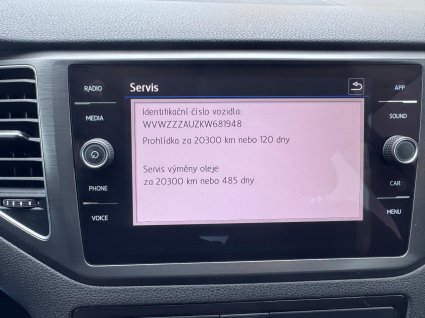 Servis
RADIO
MEDIA
PHONE
VOICE
Identifikační číslo vozidla:
WVWZZZAUZKW681948
Prohlídka za 20300 km nebo 120 dny
Servis výměny oleje
za 20300 km nebo 485 dny
APP
SOUND
CAR
MENU